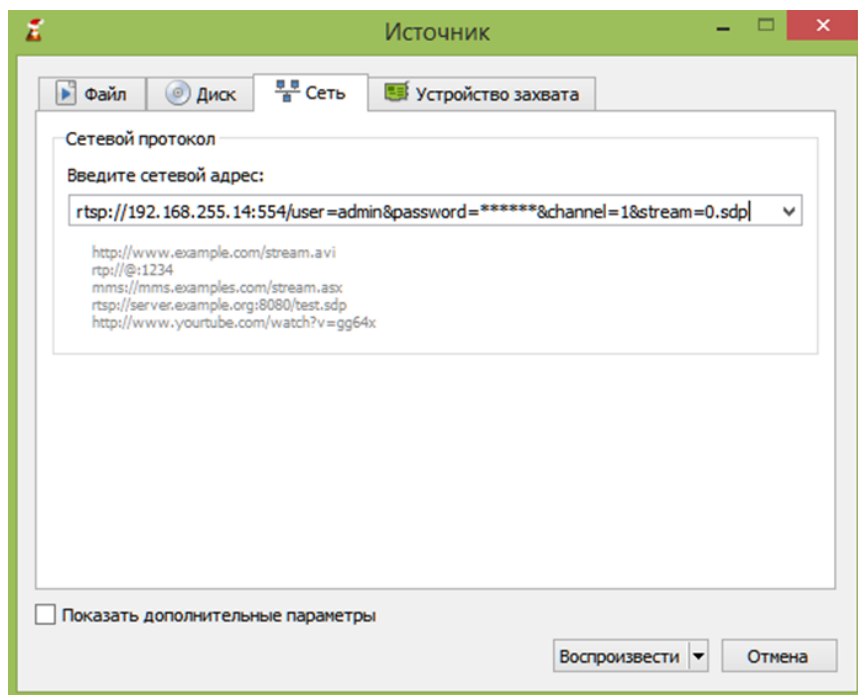 Источник
Файл Диск Сеть Устройство захвата
Сетевой протокол
Введите сетевой адрес:
rtsp://192.168.255.14:554/user=admin&password=******&channel=1&stream=0.sdp
http://www.example.com/stream.avi
rtp://@:1234
mms://mms.examples.com/stream.asx
rtsp://server.example.org:8080/test.sdp
http://www.yourtube.com/watch?v=gg64x
Показать дополнительные параметры
Воспроизвести Отмена